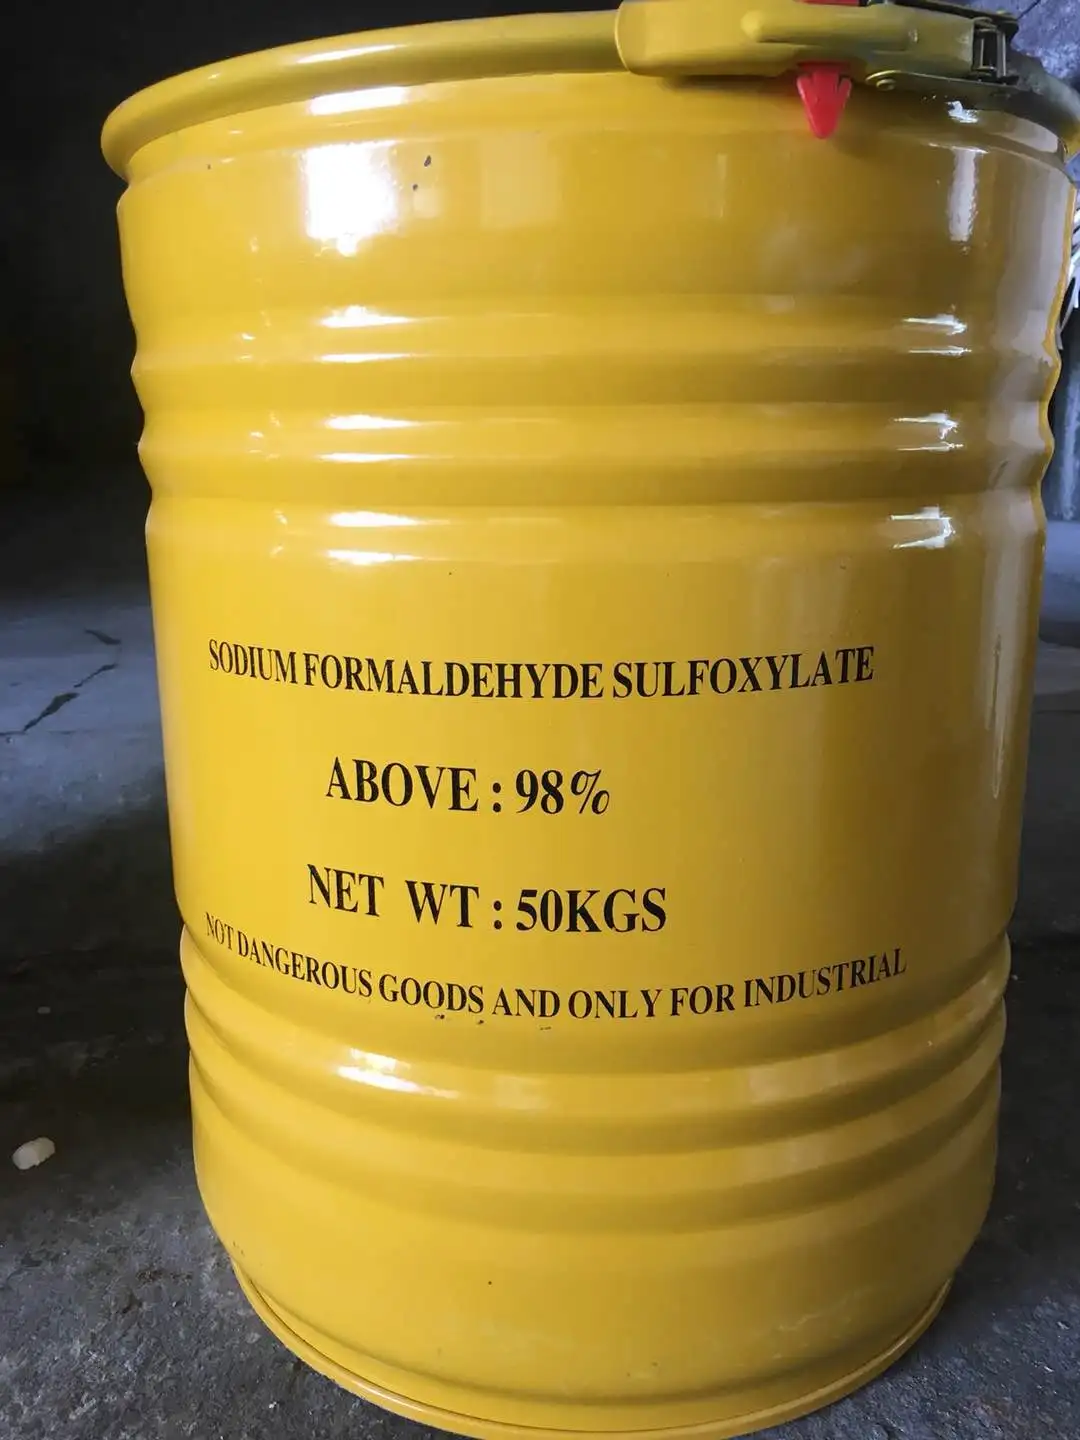 SODIUM FORMALDEHYDE SULFOXYLATE
ABOVE : 98%
NET WT : 50KGS
NOT DANGEROUS GOODS AND ONLY FOR INDUSTRIAL